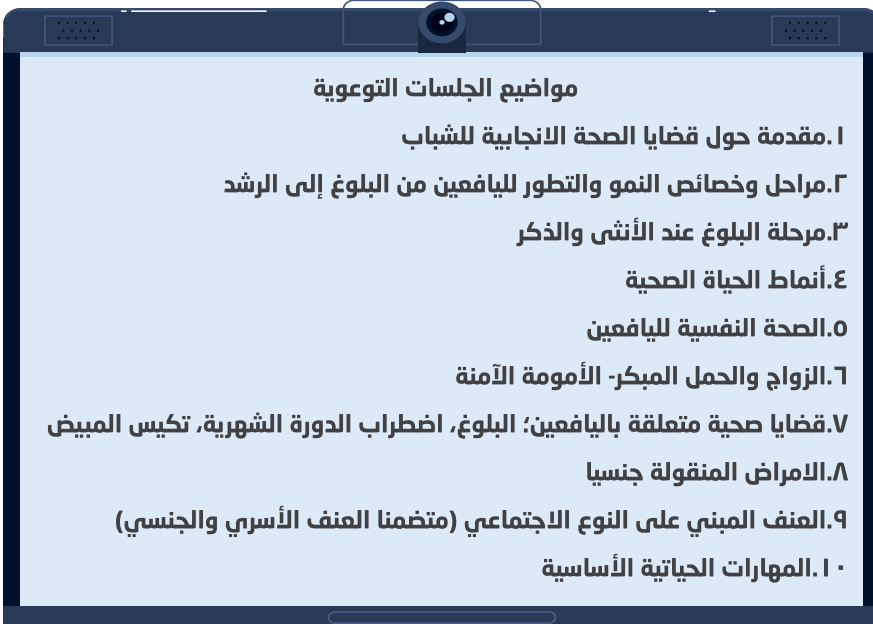 مواضيع الجلسات التوعوية
١.مقدمة حول قضايا الصحة الانجابية للشباب
٢.مراحل وخصائص النمو والتطور لليافعين من البلوغ إلى الرشد
٣.مرحلة البلوغ عند الأنثى والذكر
٤.أنماط الحياة الصحية
٥.الصحة النفسية لليافعين
٦.الزواج والحمل المبكر- الأمومة الآمنة
٧.قضايا صحية متعلقة باليافعين؛ البلوغ، اضطراب الدورة الشهرية، تكيس المبيض
٨.الامراض المنقولة جنسيا
٩.العنف المبني على النوع الاجتماعي (متضمنا العنف الأسري والجنسي)
١٠.المهارات الحياتية الأساسية